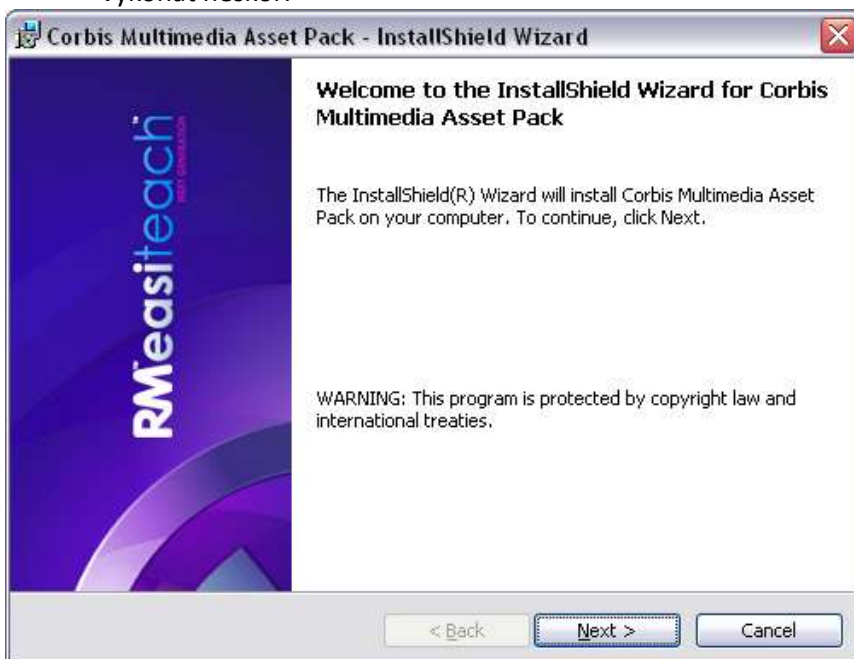 Corbis Multimedia Asset Pack - InstallShield Wizard
RMeasiteach
NEXT GENERATION
Welcome to the InstallShield Wizard for Corbis
Multimedia Asset Pack
The InstallShield(R) Wizard will install Corbis Multimedia Asset
Pack on your computer. To continue, click Next.
WARNING: This program is protected by copyright law and
international treaties.
< Back
Next >
Cancel